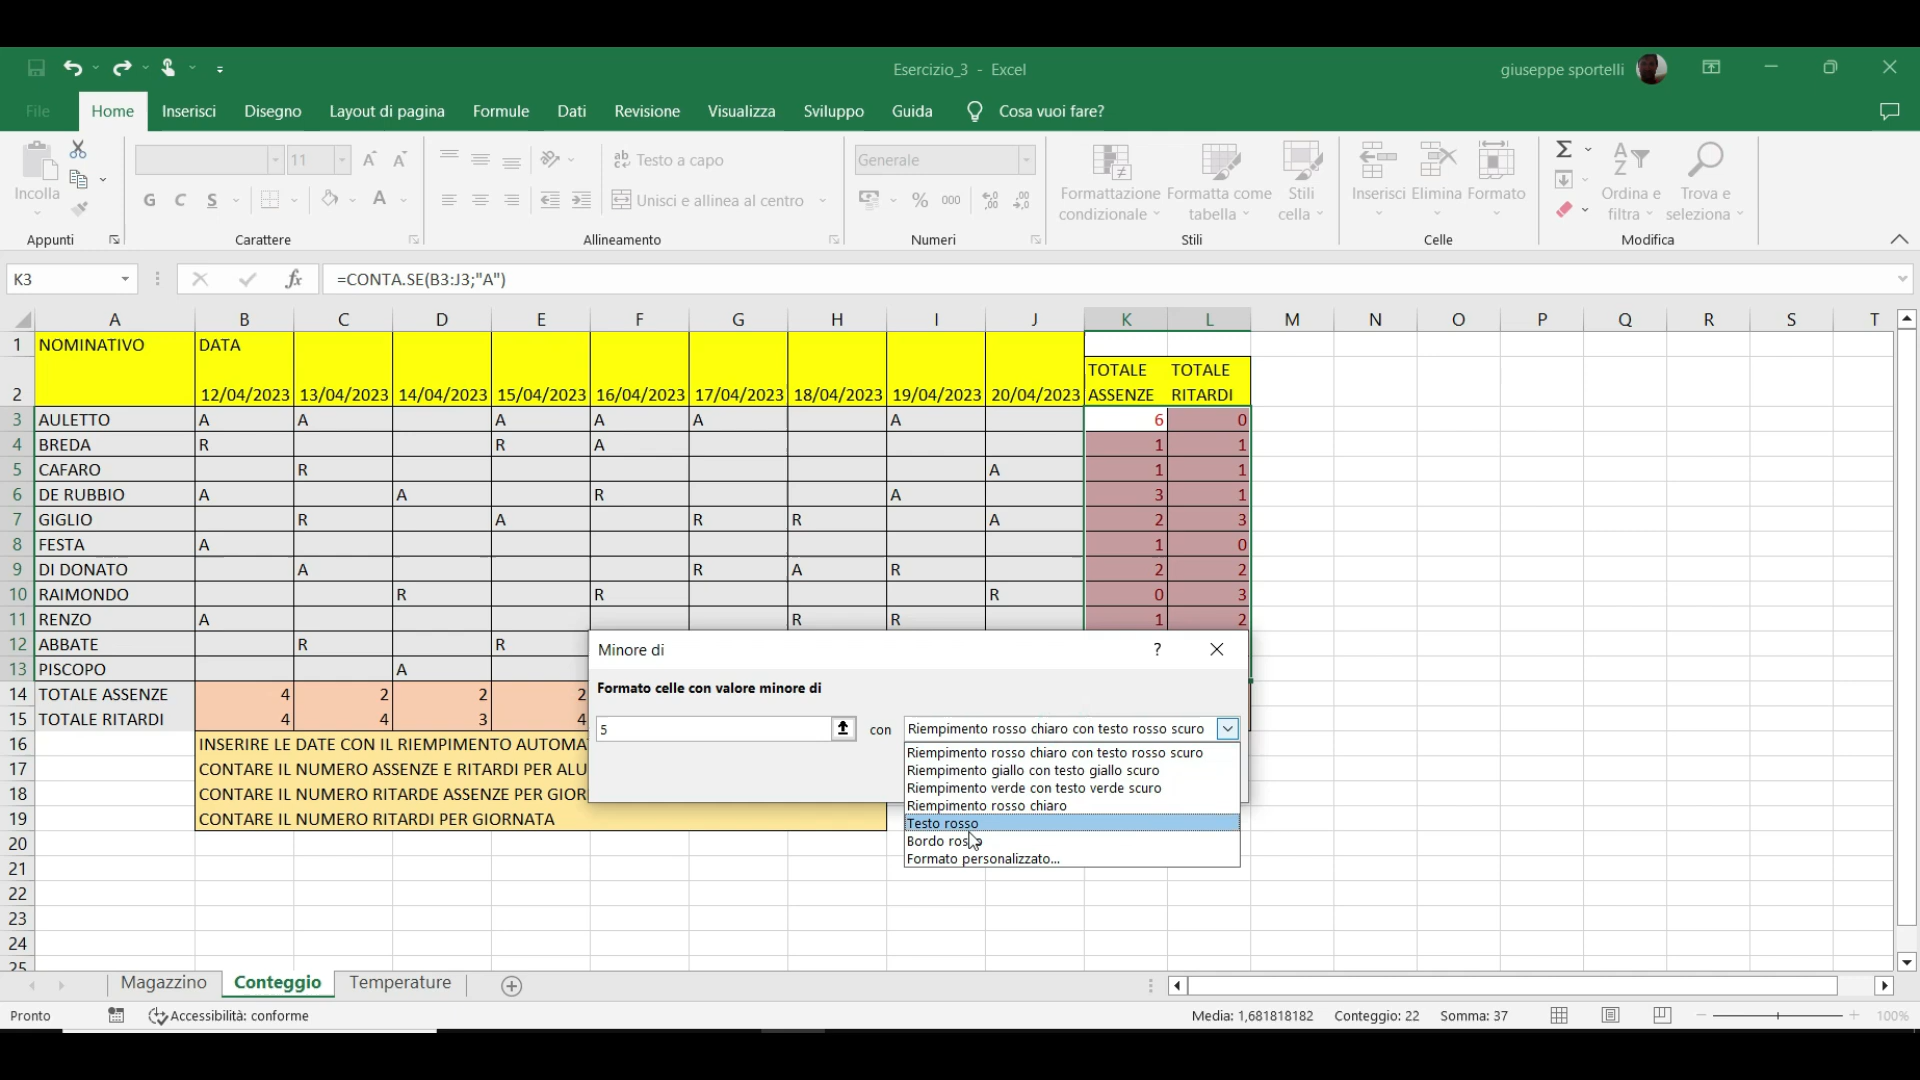 Esercizio_3 - Excel
giuseppe sportelli
File Home Inserisci Disegno Layout di pagina Formule Dati Revisione Visualizza Sviluppo Guida Cosa vuoi fare?
Incolla
11
Testo a capo
Generale
G C S
A
Unisci e allinea al centro
% 000
Formattazione condizionale
Formatta come tabella
Stili cella
Inserisci Elimina Formato
Ordina e filtra
Trova e seleziona
Appunti Carattere Allineamento Numeri Stili Celle Modifica
K3 fx =CONTA.SE(B3:J3;"A")
A B C D E F G H I J K L M N O P Q R S T
1 NOMINATIVO DATA
TOTALE TOTALE
2 12/04/2023 13/04/2023 14/04/2023 15/04/2023 16/04/2023 17/04/2023 18/04/2023 19/04/2023 20/04/2023 ASSENZE RITARDI
3 AULETTO A A A A A A 6 0
4 BREDA R R A 1 1
5 CAFARO R A 1 1
6 DE RUBBIO A A R A 3 1
7 GIGLIO R A R R A 2 3
8 FESTA A 1 0
9 DI DONATO A R A R 2 2
10 RAIMONDO R R R 0 3
11 RENZO A R R 1 2
12 ABBATE R R
13 PISCOPO A
14 TOTALE ASSENZE 4 2 2 2
15 TOTALE RITARDI 4 4 3 4
16 INSERIRE LE DATE CON IL RIEMPIMENTO AUTOMA
17 CONTARE IL NUMERO ASSENZE E RITARDI PER ALU
18 CONTARE IL NUMERO RITARDE ASSENZE PER GIOR
19 CONTARE IL NUMERO RITARDI PER GIORNATA
20
21
22
23
24
25
Minore di ?
Formato celle con valore minore di
5 con Riempimento rosso chiaro con testo rosso scuro
Riempimento rosso chiaro con testo rosso scuro
Riempimento giallo con testo giallo scuro
Riempimento verde con testo verde scuro
Riempimento rosso chiaro
Testo rosso
Bordo rosso
Formato personalizzato...
Magazzino Conteggio Temperature
Pronto Accessibilità: conforme Media: 1,681818182 Conteggio: 22 Somma: 37 100%